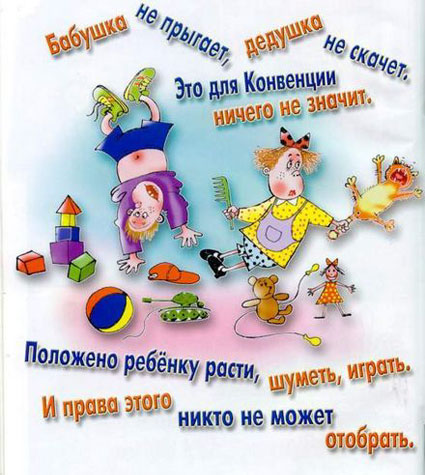 Бабушка не прыгает, дедушка не скачет.
Это для Конвенции
ничего не значит.
Положено ребёнку расти, шуметь, играть.
И права этого никто не может
отобрать.